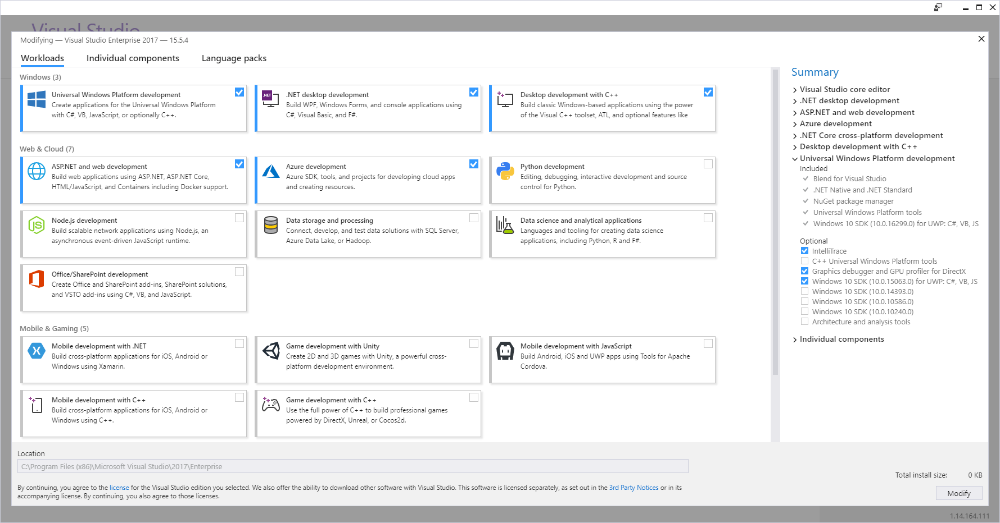 Visual Studio
Modifying — Visual Studio Enterprise 2017 — 15.5.4
Workloads
Individual components
Language packs
Windows (3)
Universal Windows Platform development
Create applications for the Universal Windows Platform
with C#, VB, JavaScript, or optionally C++.
.NET
.NET desktop development
Build WPF, Windows Forms, and console applications using
C#, Visual Basic, and F#.
Desktop development with C++
Build classic Windows-based applications using the power
of the Visual C++ toolset, ATL, and optional features like
Web & Cloud (7)
ASP.NET and web development
Build web applications using ASP.NET, ASP.NET Core,
HTML/JavaScript, and Containers including Docker support.
Azure development
Azure SDK, tools, and projects for developing cloud apps
and creating resources.
Python development
Editing, debugging, interactive development and source
control for Python.
JS
Node.js development
Build scalable network applications using Node.js, an
asynchronous event-driven JavaScript runtime.
Data storage and processing
Connect, develop, and test data solutions with SQL Server,
Azure Data Lake, or Hadoop.
Data science and analytical applications
Languages and tooling for creating data science
applications, including Python, R and F#.
Office/SharePoint development
Create Office and SharePoint add-ins, SharePoint solutions,
and VSTO add-ins using C#, VB, and JavaScript.
Mobile & Gaming (5)
Mobile development with .NET
Build cross-platform applications for iOS, Android or
Windows using Xamarin.
Game development with Unity
Create 2D and 3D games with Unity, a powerful cross-
platform development environment.
Mobile development with JavaScript
Build Android, iOS and UWP apps using Tools for Apache
Cordova.
Mobile development with C++
Build cross-platform applications for iOS, Android or
Windows using C++.
Game development with C++
Use the full power of C++ to build professional games
powered by DirectX, Unreal, or Cocos2d.
Summary
Visual Studio core editor
.NET desktop development
ASP.NET and web development
Azure development
.NET Core cross-platform development
Desktop development with C++
Universal Windows Platform development
Included
Blend for Visual Studio
.NET Native and .NET Standard
NuGet package manager
Universal Windows Platform tools
Windows 10 SDK (10.0.16299.0) for UWP: C#, VB, JS
Optional
IntelliTrace
C++ Universal Windows Platform tools
Graphics debugger and GPU profiler for DirectX
Windows 10 SDK (10.0.15063.0) for UWP: C#, VB, JS
Windows 10 SDK (10.0.14393.0)
Windows 10 SDK (10.0.10586.0)
Windows 10 SDK (10.0.10240.0)
Architecture and analysis tools
Individual components
Location
C:\Program Files (x86)\Microsoft Visual Studio\2017\Enterprise
By continuing, you agree to the license for the Visual Studio edition you selected. We also offer the ability to download other software with Visual Studio. This software is licensed separately, as set out in the 3rd Party Notices or in its
accompanying license. By continuing, you also agree to those licenses.
Total install size: 0 KB
Modify
1.14.164.111